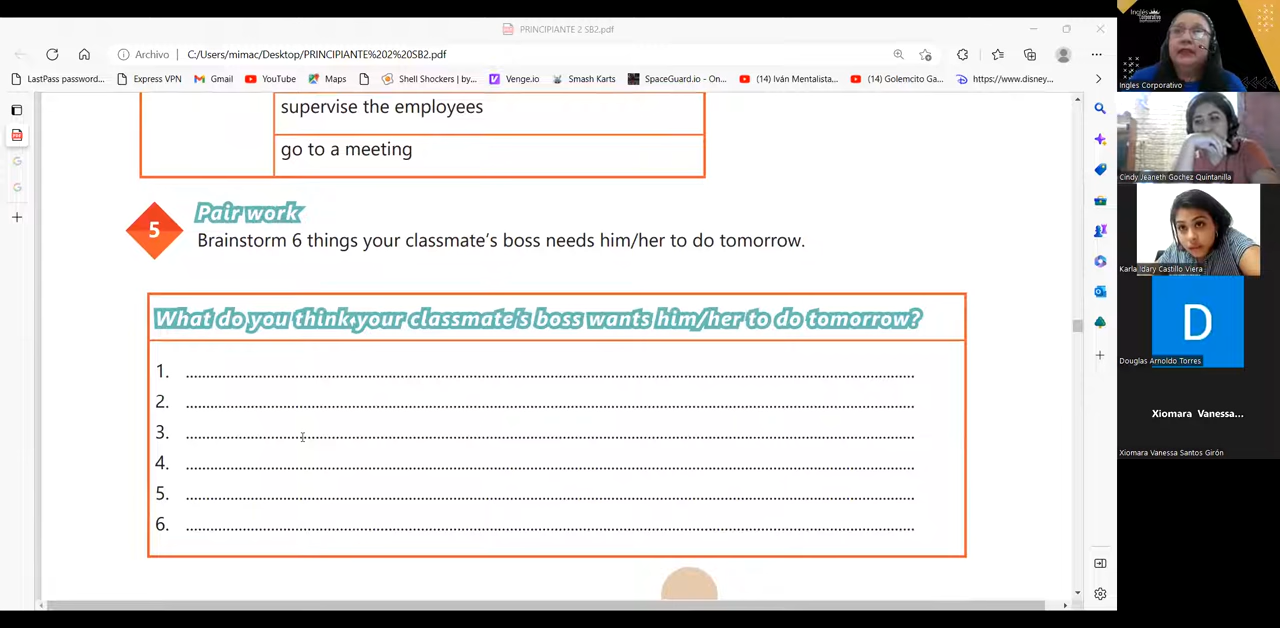 PRINCIPIANTE 2 SB2.pdf
Archivo | C:/Users/mimac/Desktop/PRINCIPIANTE%202%20SB2.pdf
LastPass password... Express VPN Gmail YouTube Maps Shell Shockers | by... Venge.io Smash Karts SpaceGuard.io - On... (14) Iván Mentalista... (14) Golemcito Ga... https://www.disney...
supervise the employees
go to a meeting
5 Pair work
Brainstorm 6 things your classmate's boss needs him/her to do tomorrow.
What do you think your classmate's boss wants him/her to do tomorrow?
1. ........................................
2. ........................................
3. ........................................
4. ........................................
5. ........................................
6. ........................................
Inglés
Corporativo
Ingles Corporativo
Cindy Jeaneth Gochez Quintanilla
Karla Idary Castillo Viera
D
Douglas Arnoldo Torres
Xiomara Vanessa...
Xiomara Vanessa Santos Girón